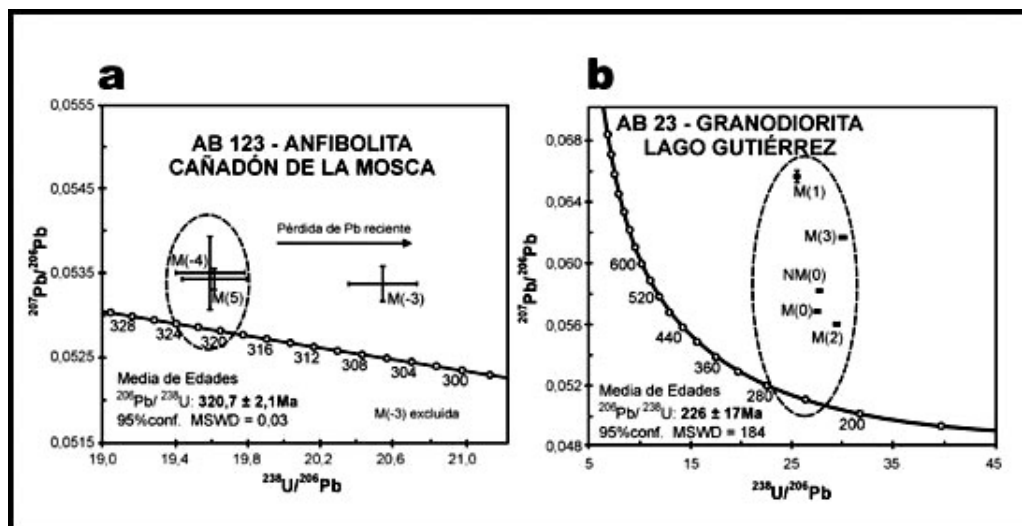 a
AB 123 - ANFIBOLITA
CAÑADÓN DE LA MOSCA
0,0555
0,0545
0,0535
0,0525
0,0515
²⁰⁷Pb/²⁰⁶Pb
Pérdida de Pb reciente
M(-4)
M(5)
M(-3)
328
324
320
316
312
308
304
300
Media de Edades
²⁰⁶Pb/ ²³⁸U: 320,7 ± 2,1Ma
95%conf. MSWD = 0,03
M(-3) excluída
19,0
19,4
19,8
20,2
20,6
21,0
²³⁸U/²⁰⁶Pb
b
AB 23 - GRANODIORITA
LAGO GUTIÉRREZ
0,068
0,064
0,060
0,056
0,052
0,048
²⁰⁷Pb/²⁰⁶Pb
M(1)
M(3)
NM(0)
M(0)
M(2)
600
520
440
360
280
200
Media de Edades
²⁰⁶Pb/ ²³⁸U: 226 ± 17Ma
95%conf. MSWD = 184
5
15
25
35
45
²³⁸U/²⁰⁶Pb